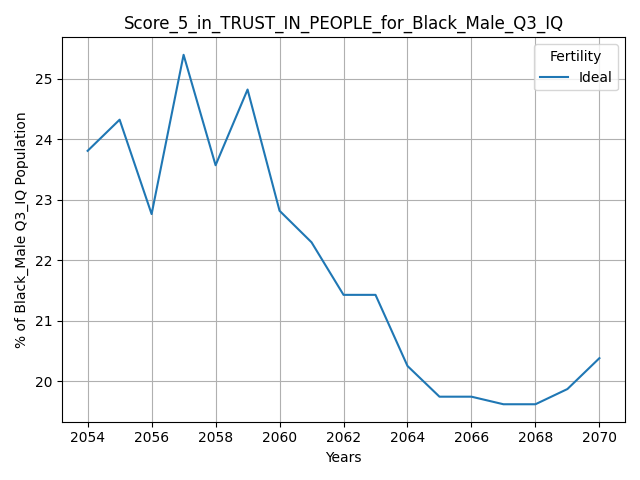 Score_5_in_TRUST_IN_PEOPLE_for_Black_Male_Q3_IQ
Fertility
Ideal
% of Black_Male Q3_IQ Population
25
24
23
22
21
20
2054 2056 2058 2060 2062 2064 2066 2068 2070
Years